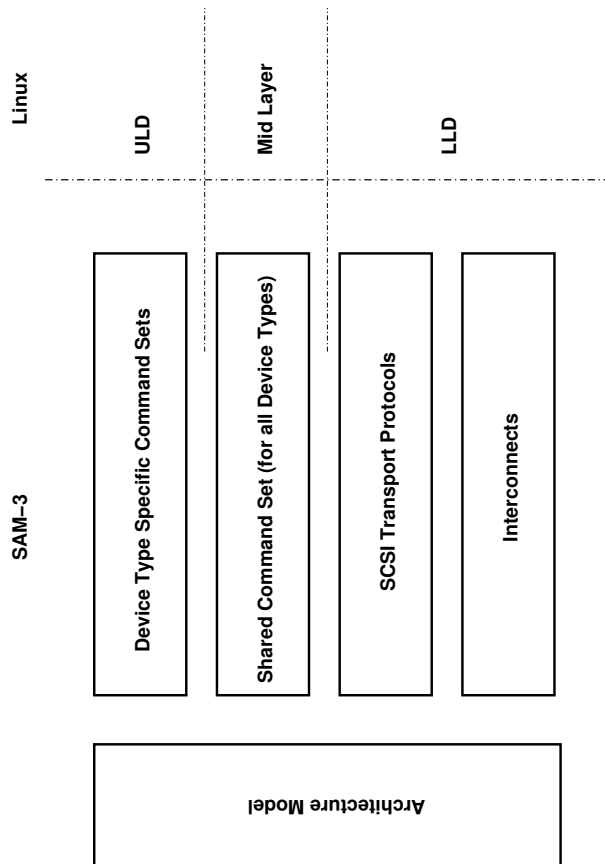 SAM–3
Linux
Device Type Specific Command Sets
ULD
Shared Command Set (for all Device Types)
Mid Layer
SCSI Transport Protocols
LLD
Interconnects
Architecture Model